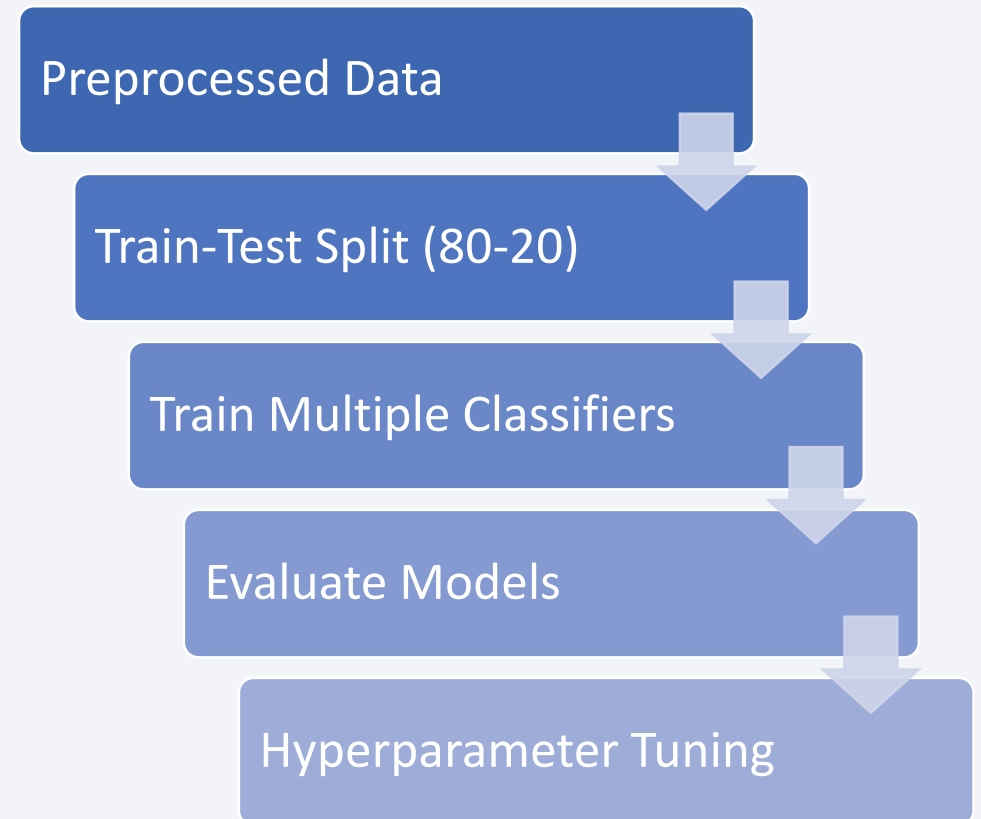 Preprocessed Data
Train-Test Split (80-20)
Train Multiple Classifiers
Evaluate Models
Hyperparameter Tuning